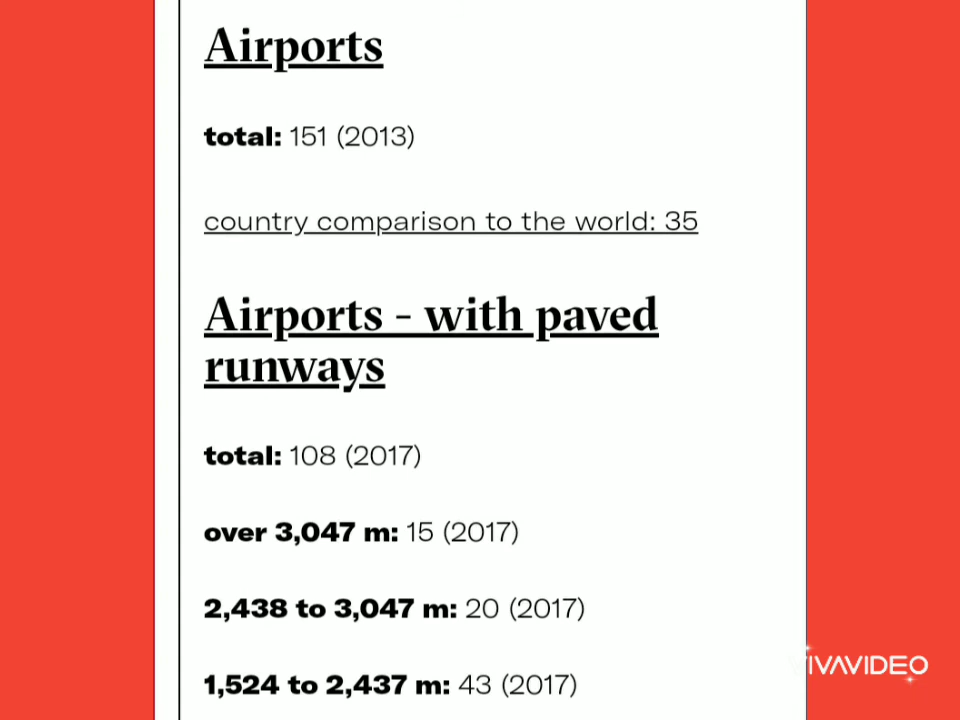 Airports
total: 151 (2013)
country comparison to the world: 35
Airports - with paved
runways
total: 108 (2017)
over 3,047 m: 15 (2017)
2,438 to 3,047 m: 20 (2017)
1,524 to 2,437 m: 43 (2017)
VIVAVIDEO